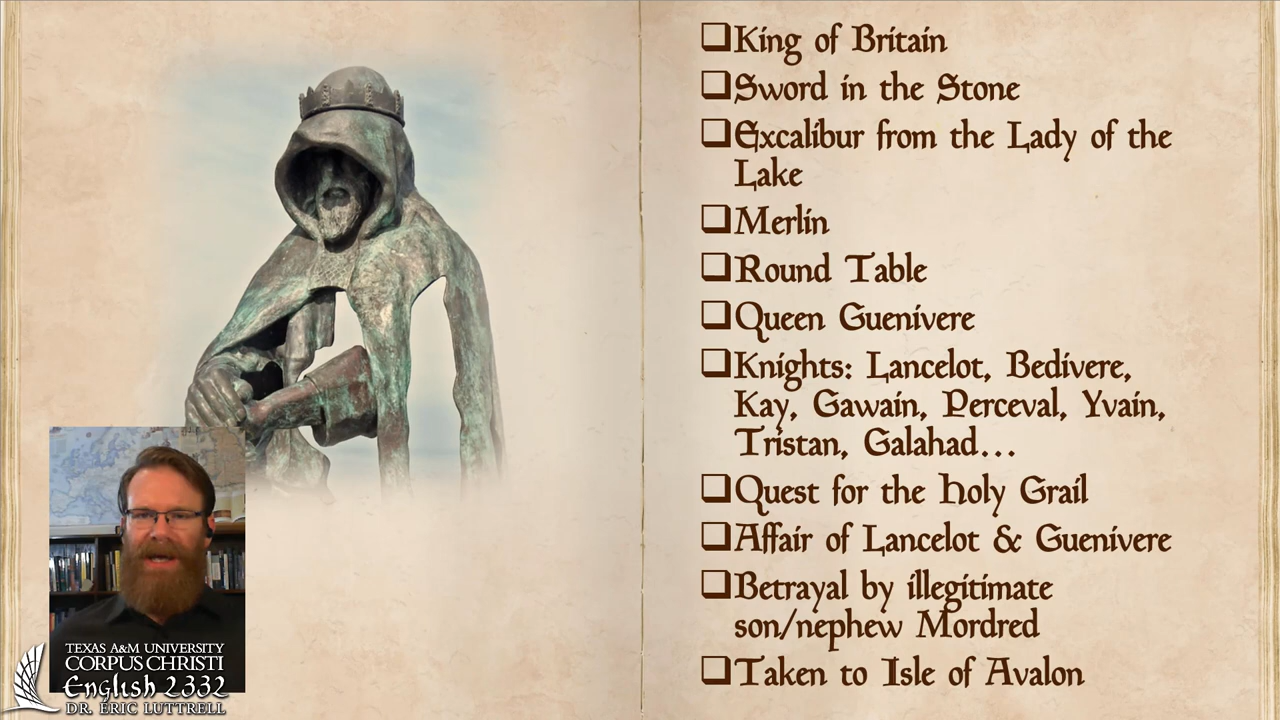 ❑King of Britain
❑Sword in the Stone
❑Excalibur from the Lady of the
Lake
❑Merlin
❑Round Table
❑Queen Guenivere
❑Knights: Lancelot, Bedivere,
Kay, Gawain, Perceval, Yvain,
Tristan, Galahad...
❑Quest for the Holy Grail
❑Affair of Lancelot & Guenivere
❑Betrayal by illegitimate
son/nephew Mordred
❑Taken to Isle of Avalon
TEXAS A&M UNIVERSITY
CORPUS CHRISTI
English 2332
DR. ERIC LUTTRELL